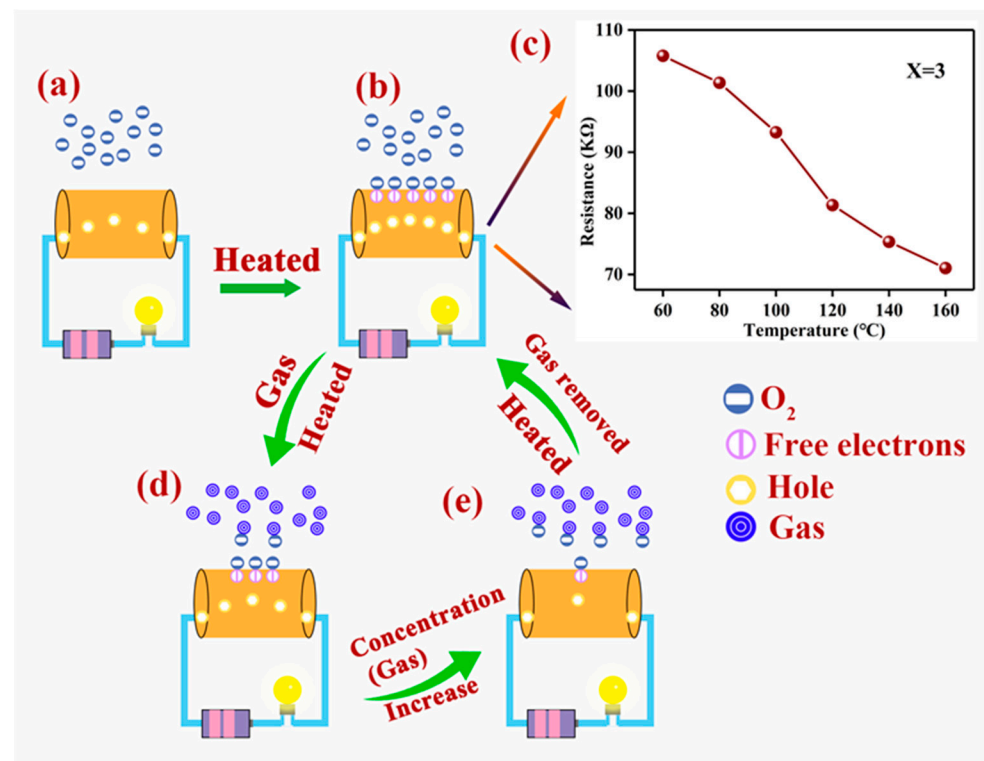 (a)
(b)
(c)
X=3
110
100
90
80
70
Resistance (KΩ)
60 80 100 120 140 160
Temperature (°C)
Heated
Gas
Heated
Gas removed
Heated
O2
Free electrons
Hole
Gas
(d)
(e)
Concentration
(Gas)
Increase